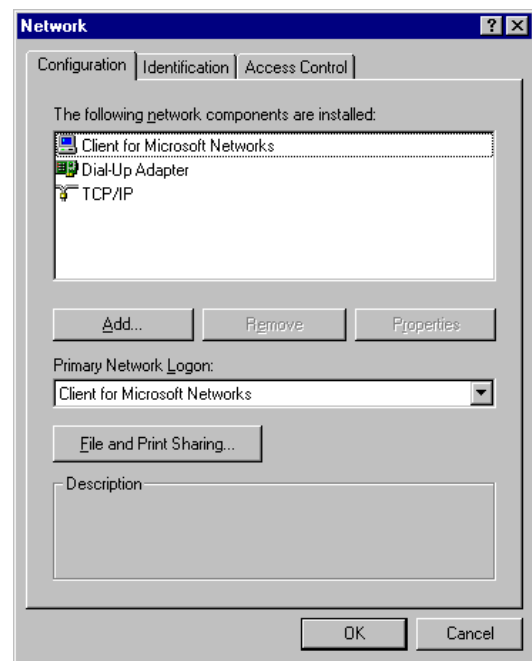 Network
Configuration Identification Access Control
The following network components are installed:
Client for Microsoft Networks
Dial-Up Adapter
TCP/IP
Add... Remove Properties
Primary Network Logon:
Client for Microsoft Networks
File and Print Sharing...
Description
OK Cancel